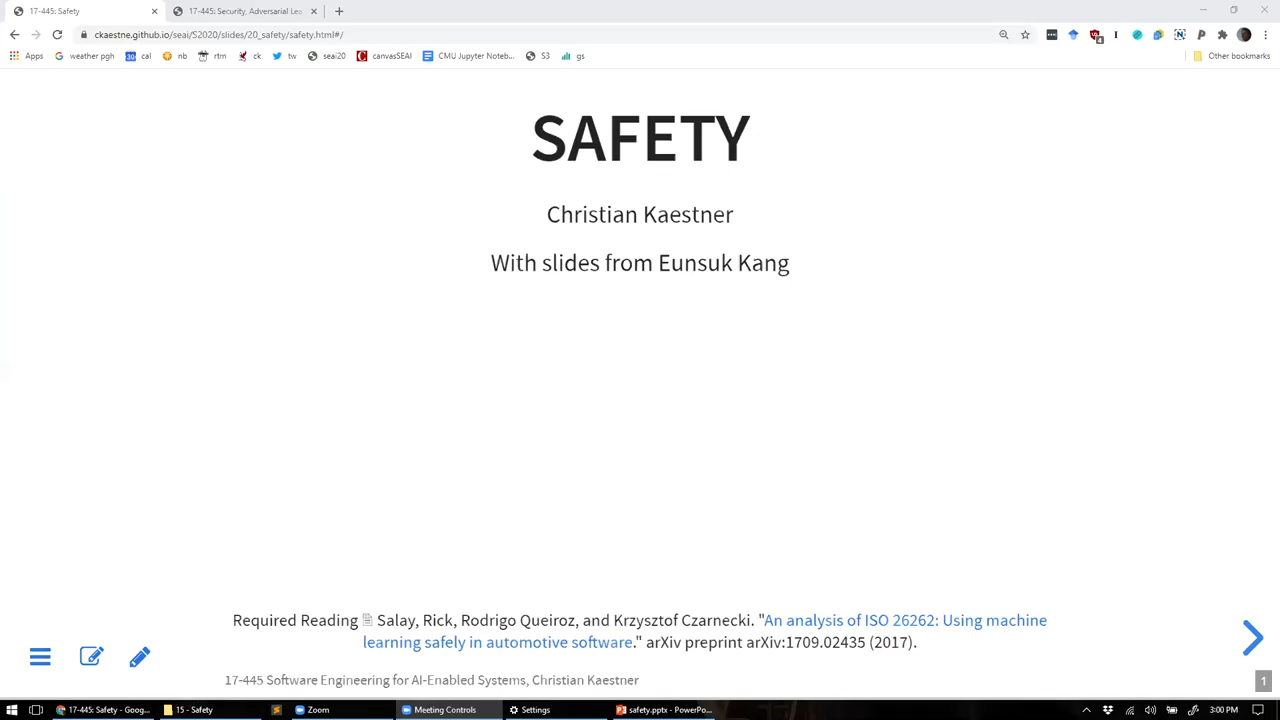 17-445: Safety
17-445: Security, Adversarial Lea
ckaestne.github.io/seai/S2020/slides/20_safety/safety.html#/
Apps
weather pgh
cal
nb
rtm
ck
tw
seai20
canvasSEAI
CMU Jupyter Noteb...
S3
gs
Other bookmarks
SAFETY
Christian Kaestner
With slides from Eunsuk Kang
Required Reading Salay, Rick, Rodrigo Queiroz, and Krzysztof Czarnecki. "An analysis of ISO 26262: Using machine
learning safely in automotive software." arXiv preprint arXiv:1709.02435 (2017).
17-445 Software Engineering for AI-Enabled Systems, Christian Kaestner
1
17-445: Safety - Goog...
15 - Safety
Zoom
Meeting Controls
Settings
safety.pptx - PowerPo...
3:00 PM